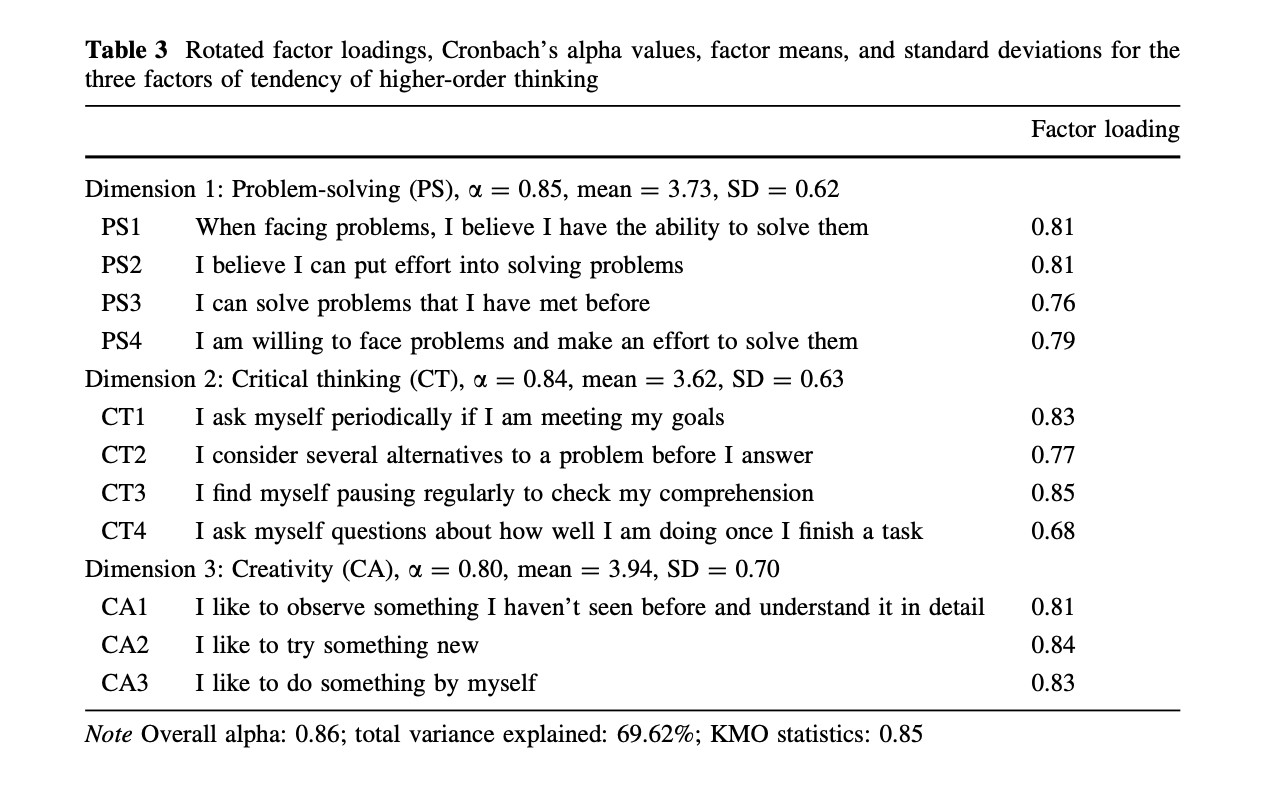 Table 3 Rotated factor loadings, Cronbach’s alpha values, factor means, and standard deviations for the
three factors of tendency of higher-order thinking
Factor loading
Dimension 1: Problem-solving (PS), α = 0.85, mean = 3.73, SD = 0.62
PS1 When facing problems, I believe I have the ability to solve them 0.81
PS2 I believe I can put effort into solving problems 0.81
PS3 I can solve problems that I have met before 0.76
PS4 I am willing to face problems and make an effort to solve them 0.79
Dimension 2: Critical thinking (CT), α = 0.84, mean = 3.62, SD = 0.63
CT1 I ask myself periodically if I am meeting my goals 0.83
CT2 I consider several alternatives to a problem before I answer 0.77
CT3 I find myself pausing regularly to check my comprehension 0.85
CT4 I ask myself questions about how well I am doing once I finish a task 0.68
Dimension 3: Creativity (CA), α = 0.80, mean = 3.94, SD = 0.70
CA1 I like to observe something I haven’t seen before and understand it in detail 0.81
CA2 I like to try something new 0.84
CA3 I like to do something by myself 0.83
Note Overall alpha: 0.86; total variance explained: 69.62%; KMO statistics: 0.85